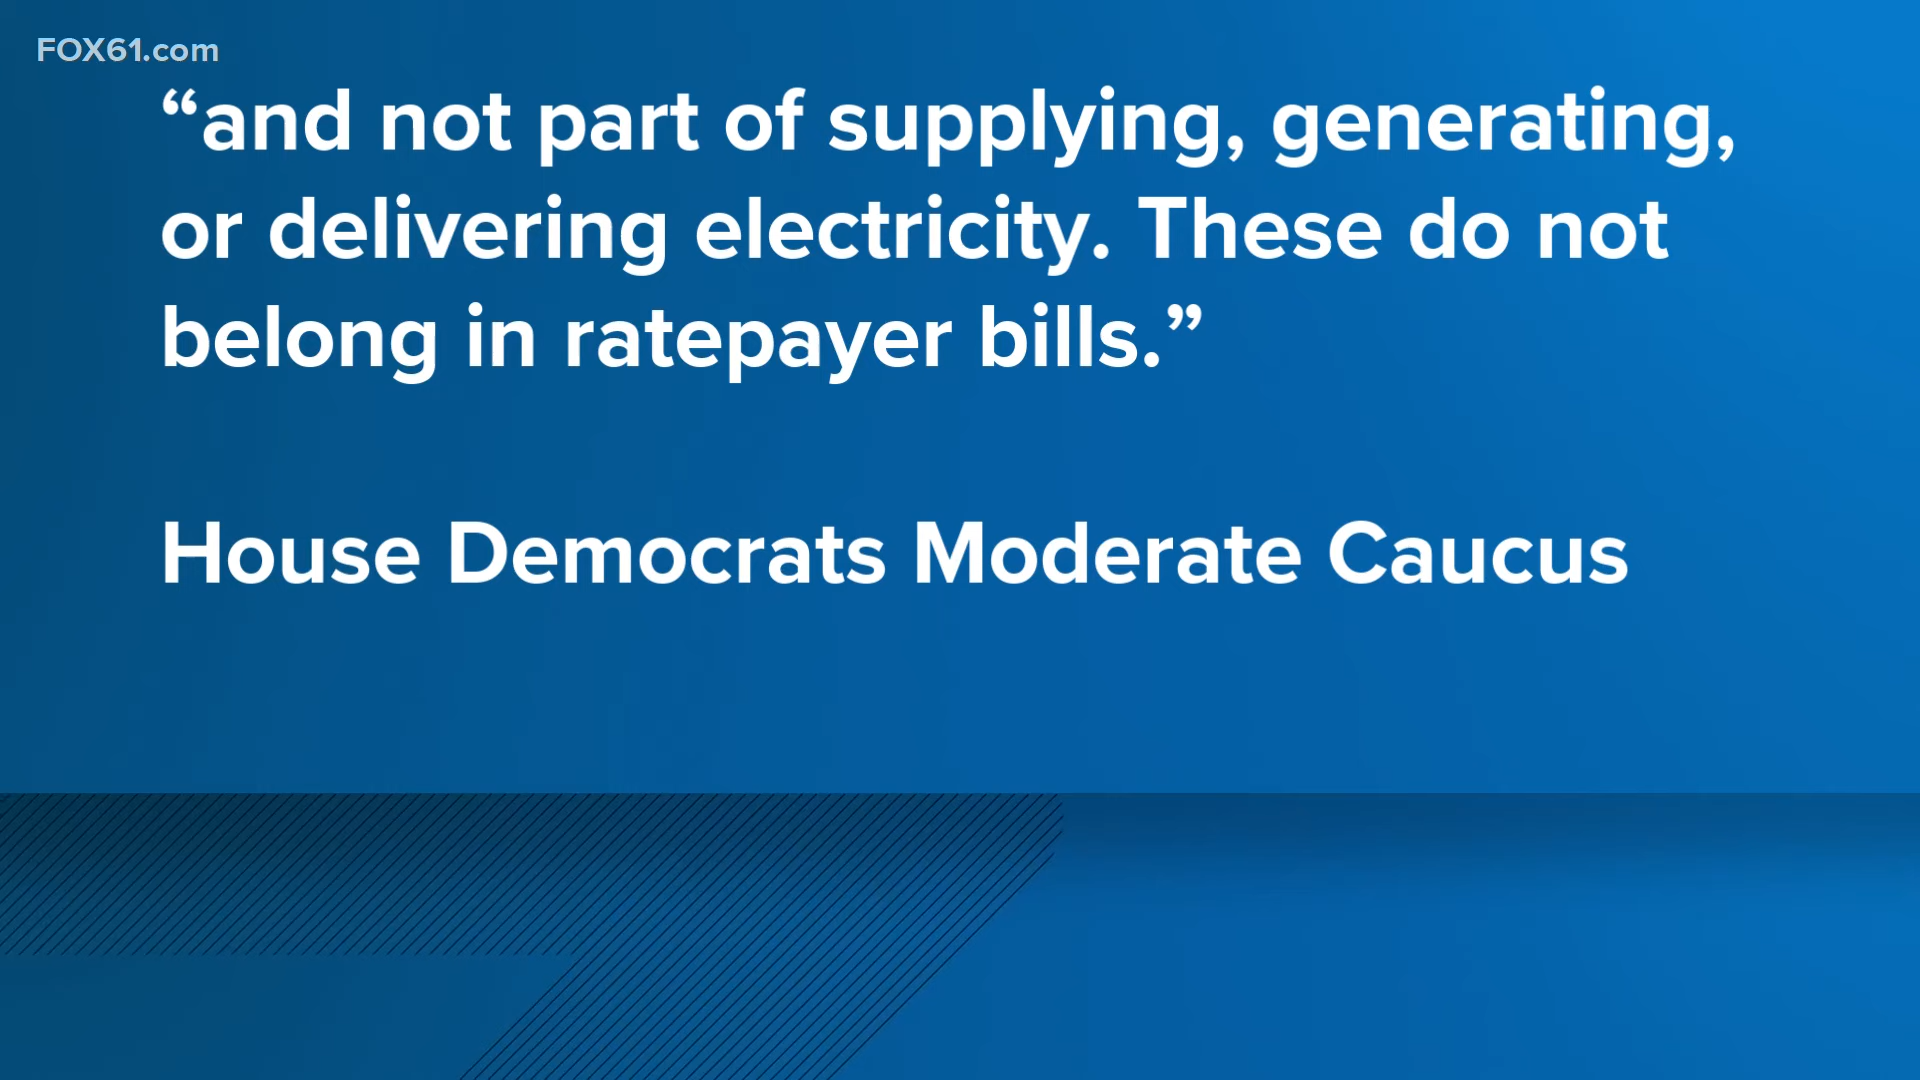 FOX61.com
“and not part of supplying, generating,
or delivering electricity. These do not
belong in ratepayer bills.”
House Democrats Moderate Caucus